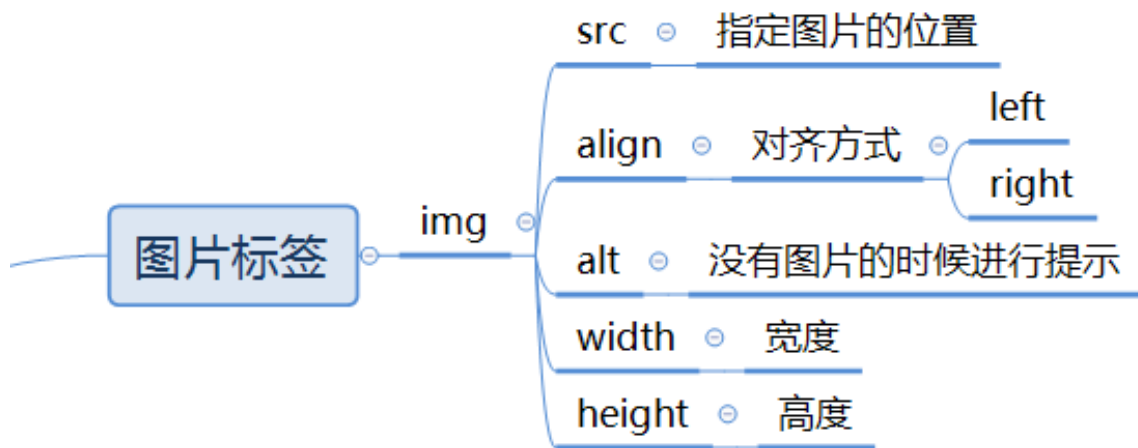 图片标签
img
src
指定图片的位置
align
对齐方式
left
right
alt
没有图片的时候进行提示
width
宽度
height
高度